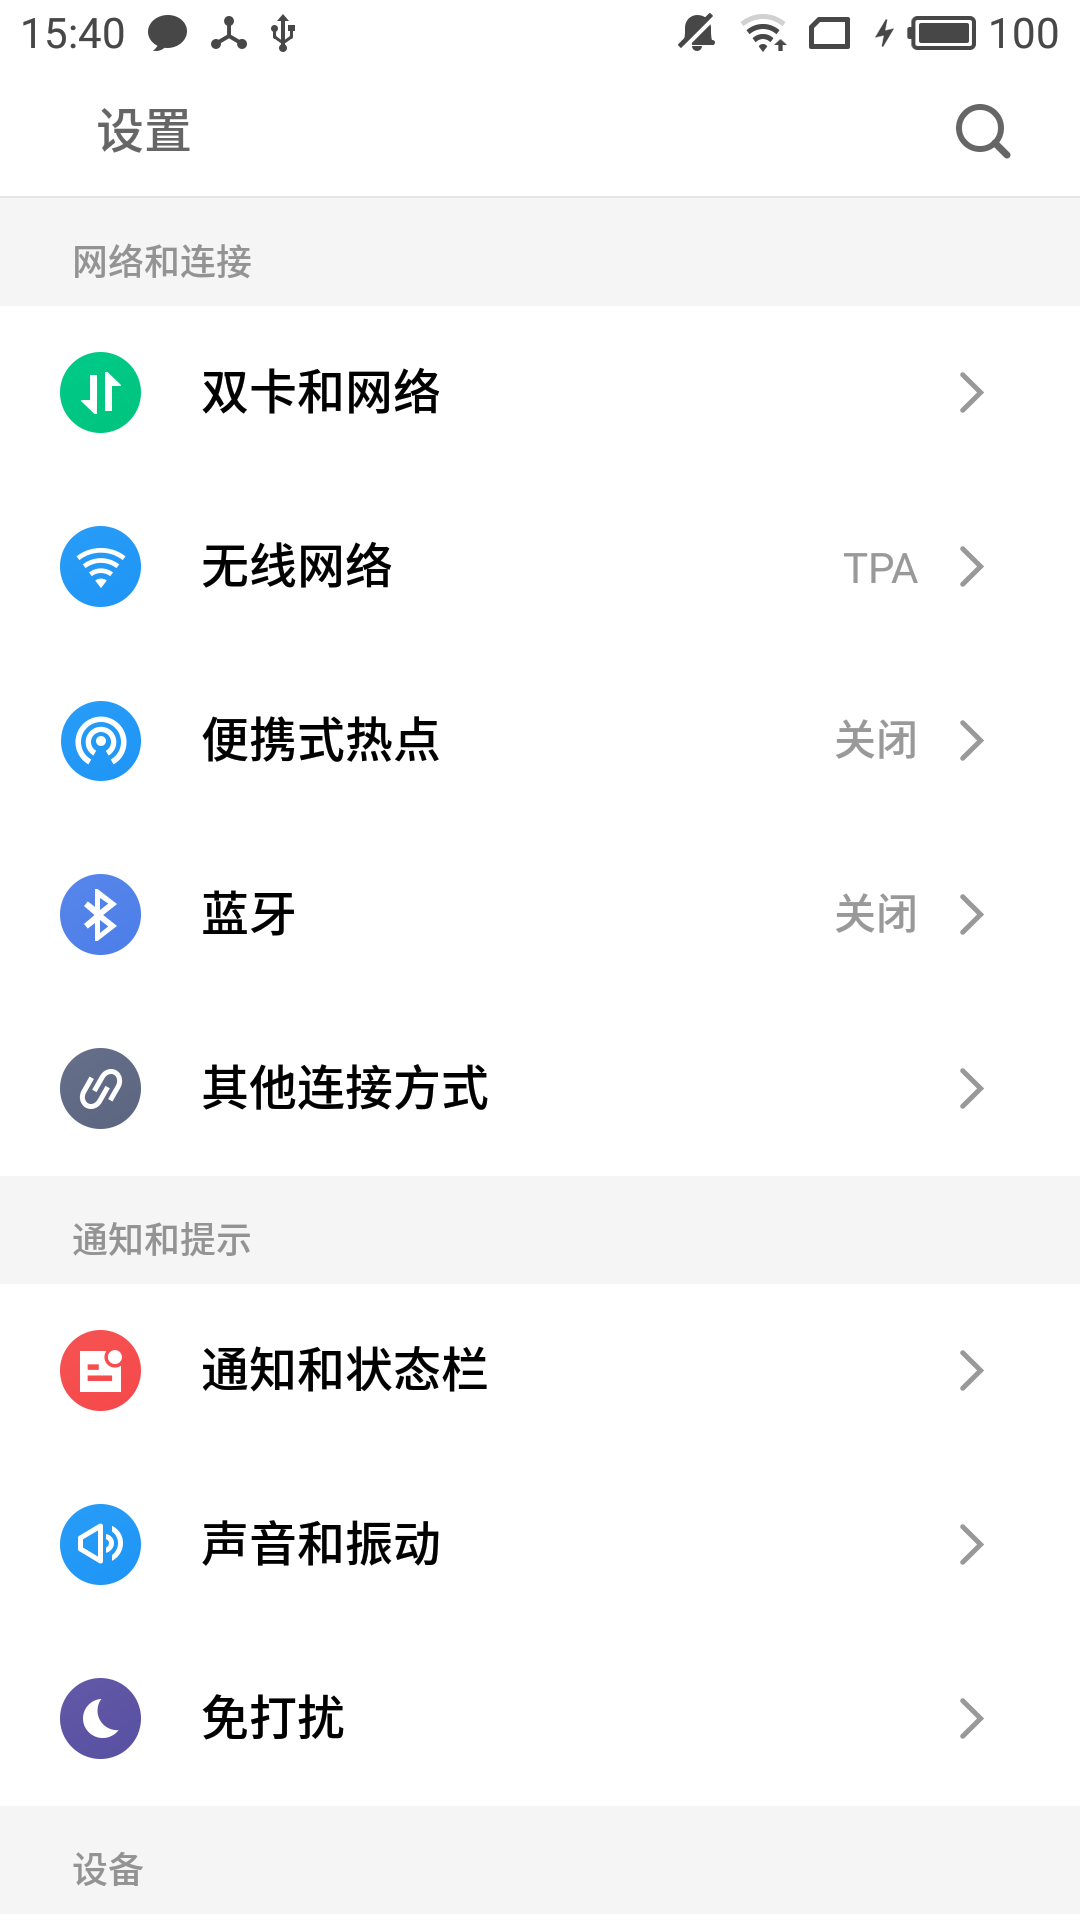 15:40 100
设置
网络和连接
双卡和网络
无线网络 TPA
便携式热点 关闭
蓝牙 关闭
其他连接方式
通知和提示
通知和状态栏
声音和振动
免打扰
设备